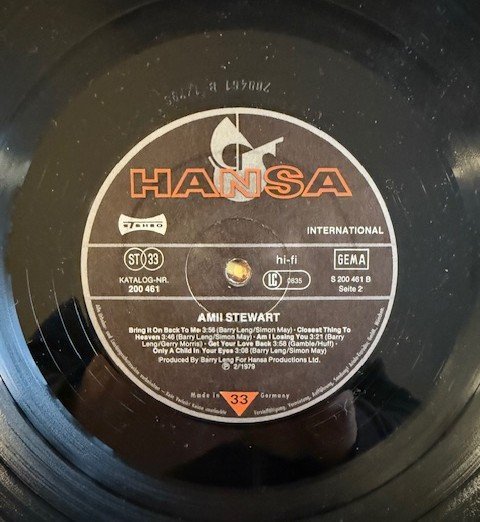 HANSA
STEREO
INTERNATIONAL
ST 33
hi-fi
LC 0835
GEMA
KATALOG-NR.
200 461
S 200 461 B
Seite 2
AMII STEWART
Bring It On Back To Me 3:56 (Barry Leng/Simon May) · Closest Thing To
Heaven 3:46 (Barry Leng/Simon May) · Am I Losing You 3:21 (Barry
Leng/Gerry Morris) · Get Your Love Back 3:58 (Gamble/Huff)
Only A Child In Your Eyes 3:08 (Barry Leng/Simon May)
Produced By Barry Leng For Hansa Productions Ltd.
Ⓟ 2/1979
Made in Germany
33